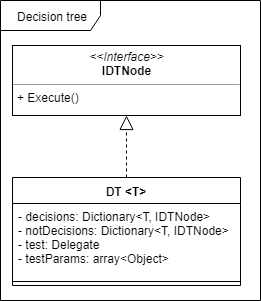 Decision tree
<<Interface>>
IDTNode
+ Execute()
DT <T>
- decisions: Dictionary<T, IDTNode>
- notDecisions: Dictionary<T, IDTNode>
- test: Delegate
- testParams: array<Object>